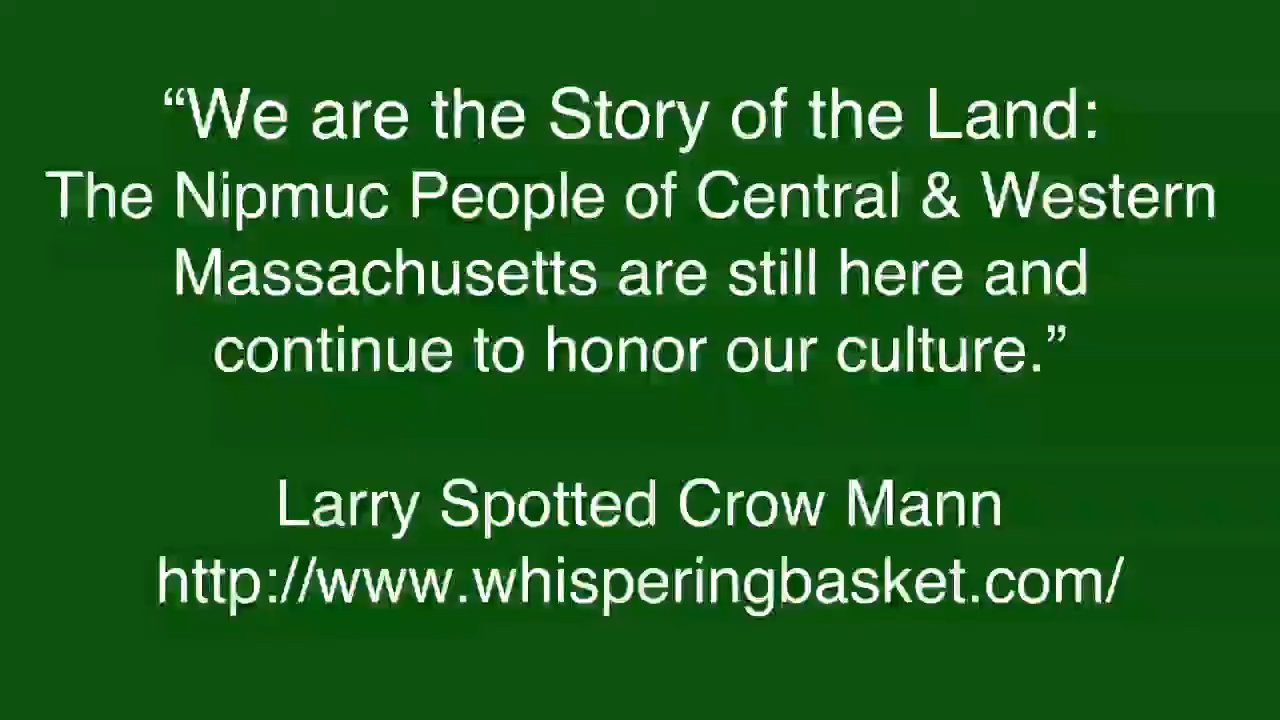 “We are the Story of the Land:
The Nipmuc People of Central & Western
Massachusetts are still here and
continue to honor our culture.”
Larry Spotted Crow Mann
http://www.whisperingbasket.com/